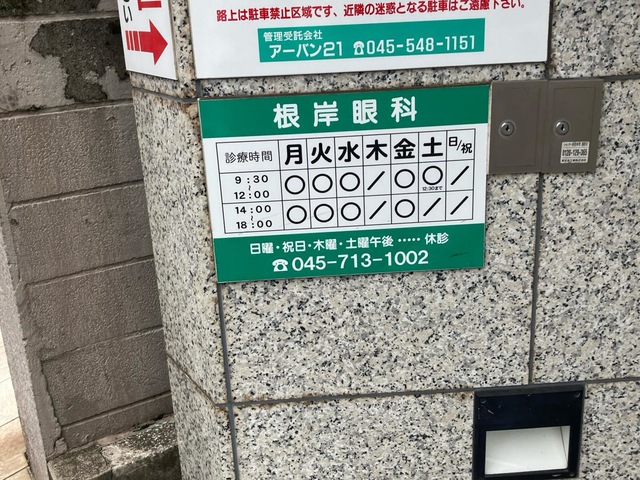 路上は駐車禁止区域です、近隣の迷惑となる駐車はご遠慮下さい。
管理受託会社
アーバン21 ☎045-548-1151
根岸眼科
診療時間 月 火 水 木 金 土 日/祝
9:30〜12:00 ○ ○ ○ / ○ ○ /
12:30まで
14:00〜18:00 ○ ○ ○ / ○ / /
日曜・祝日・木曜・土曜午後 ‥‥‥ 休診
☎045-713-1002